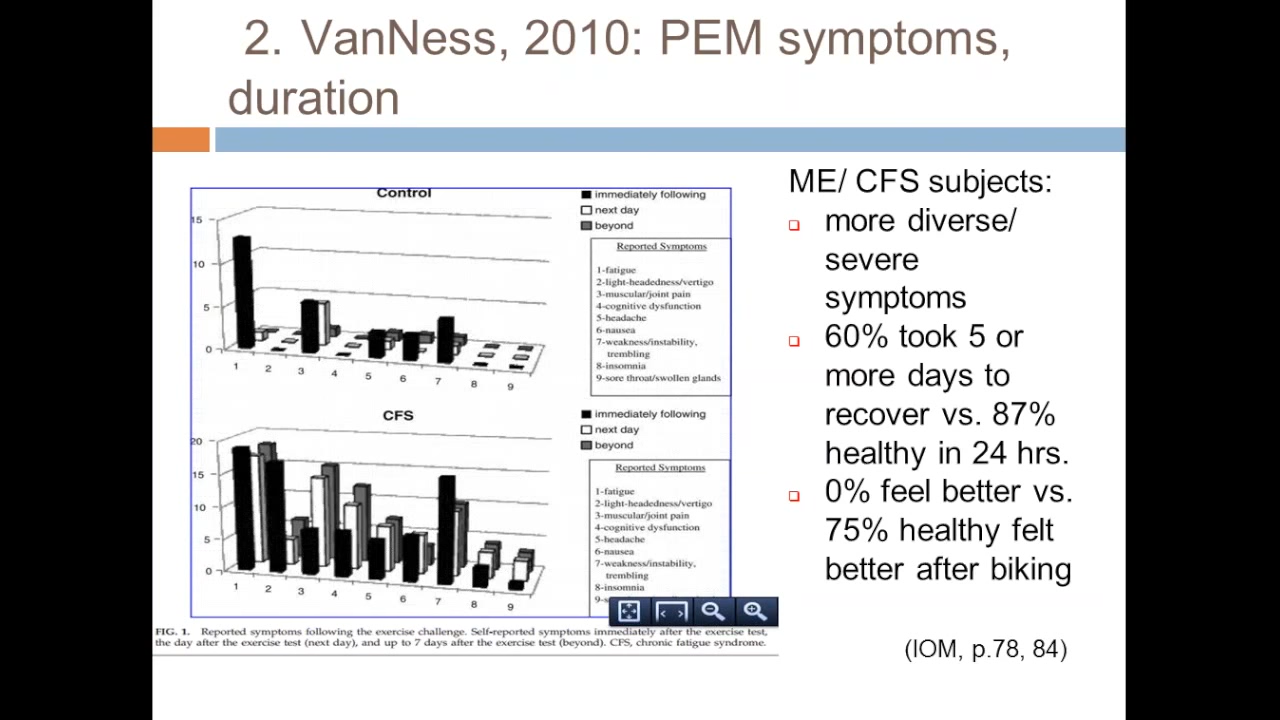 2. VanNess, 2010: PEM symptoms,
duration
Control
immediately following
next day
beyond
15
10
5
0
1 2 3 4 5 6 7 8 9
Reported Symptoms
1-fatigue
2-light-headedness/vertigo
3-muscular/joint pain
4-cognitive dysfunction
5-headache
6-nausea
7-weakness/instability,
trembling
8-insomnia
9-sore throat/swollen glands
CFS
immediately following
next day
beyond
20
15
10
5
0
1 2 3 4 5 6 7 8 9
Reported Symptoms
1-fatigue
2-light-headedness/vertigo
3-muscular/joint pain
4-cognitive dysfunction
5-headache
6-nausea
7-weakness/instability,
trembling
8-insomnia
9-s
FIG. 1. Reported symptoms following the exercise challenge. Self-reported symptoms immediately after the exercise test,
the day after the exercise test (next day), and up to 7 days after the exercise test (beyond). CFS, chronic fatigue syndrome.
ME/ CFS subjects:
more diverse/
severe
symptoms
60% took 5 or
more days to
recover vs. 87%
healthy in 24 hrs.
0% feel better vs.
75% healthy felt
better after biking
(IOM, p.78, 84)